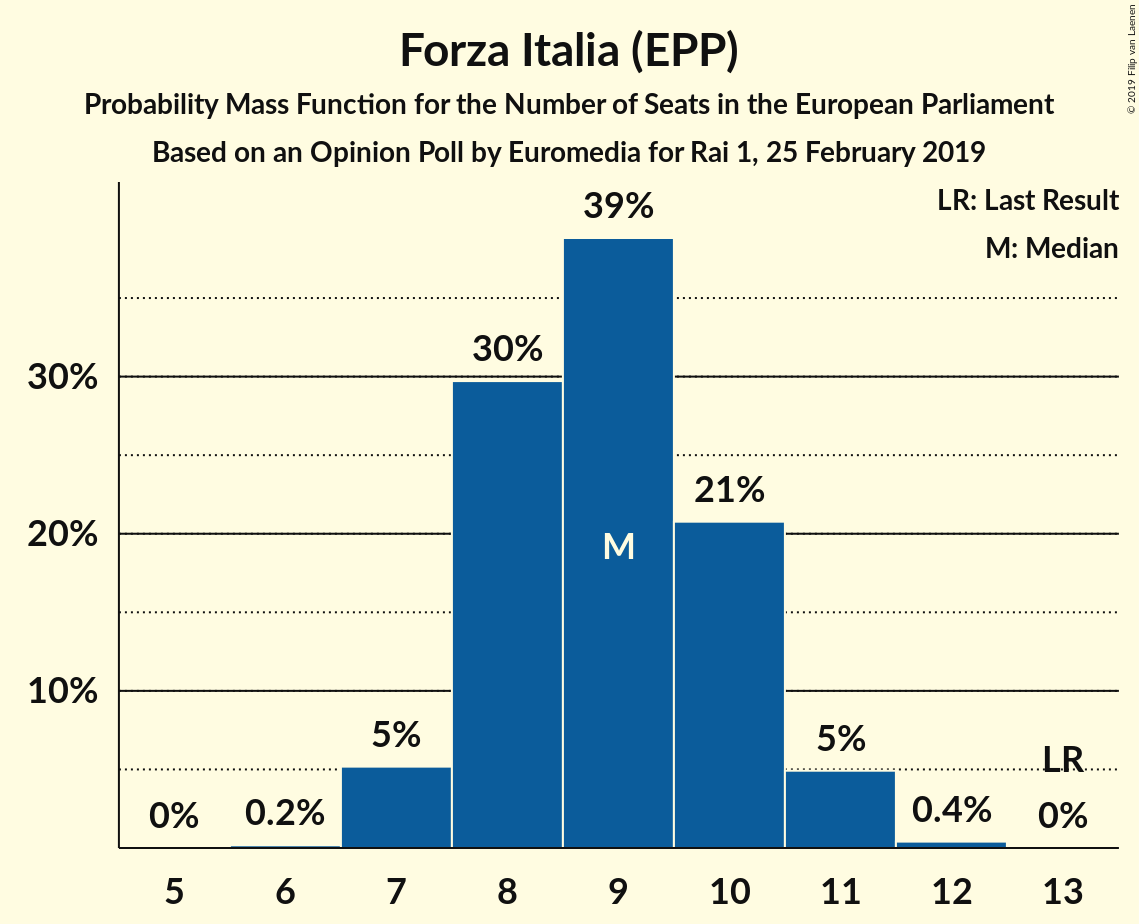 Forza Italia (EPP)
Probability Mass Function for the Number of Seats in the European Parliament
Based on an Opinion Poll by Euromedia for Rai 1, 25 February 2019
© 2019 Filip van Laenen
LR: Last Result
M: Median
39%
30%
30%
21%
20%
M
10%
5%
5%
LR
0%
0.2%
0.4%
0%
5 6 7 8 9 10 11 12 13